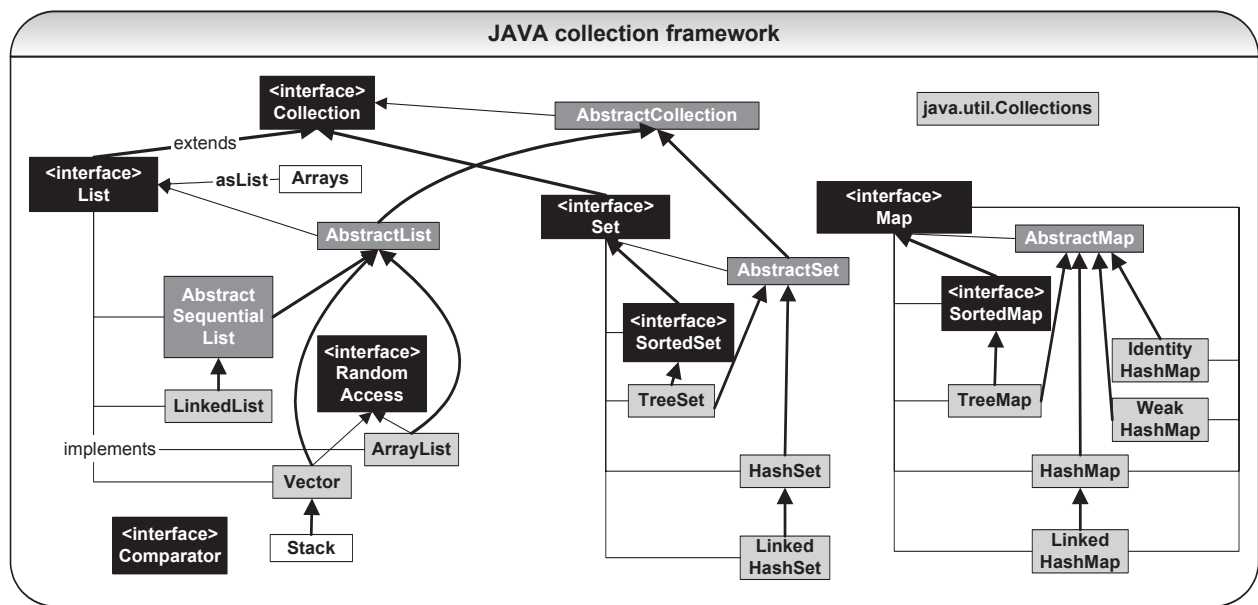 JAVA collection framework
<interface>
Collection
AbstractCollection
java.util.Collections
extends
<interface>
List
asList
Arrays
<interface>
Set
<interface>
Map
AbstractList
AbstractMap
AbstractSet
Abstract
Sequential
List
<interface>
SortedSet
<interface>
SortedMap
<interface>
Random
Access
Identity
HashMap
LinkedList
TreeSet
TreeMap
Weak
HashMap
implements
ArrayList
Vector
HashSet
HashMap
<interface>
Comparator
Stack
Linked
HashSet
Linked
HashMap